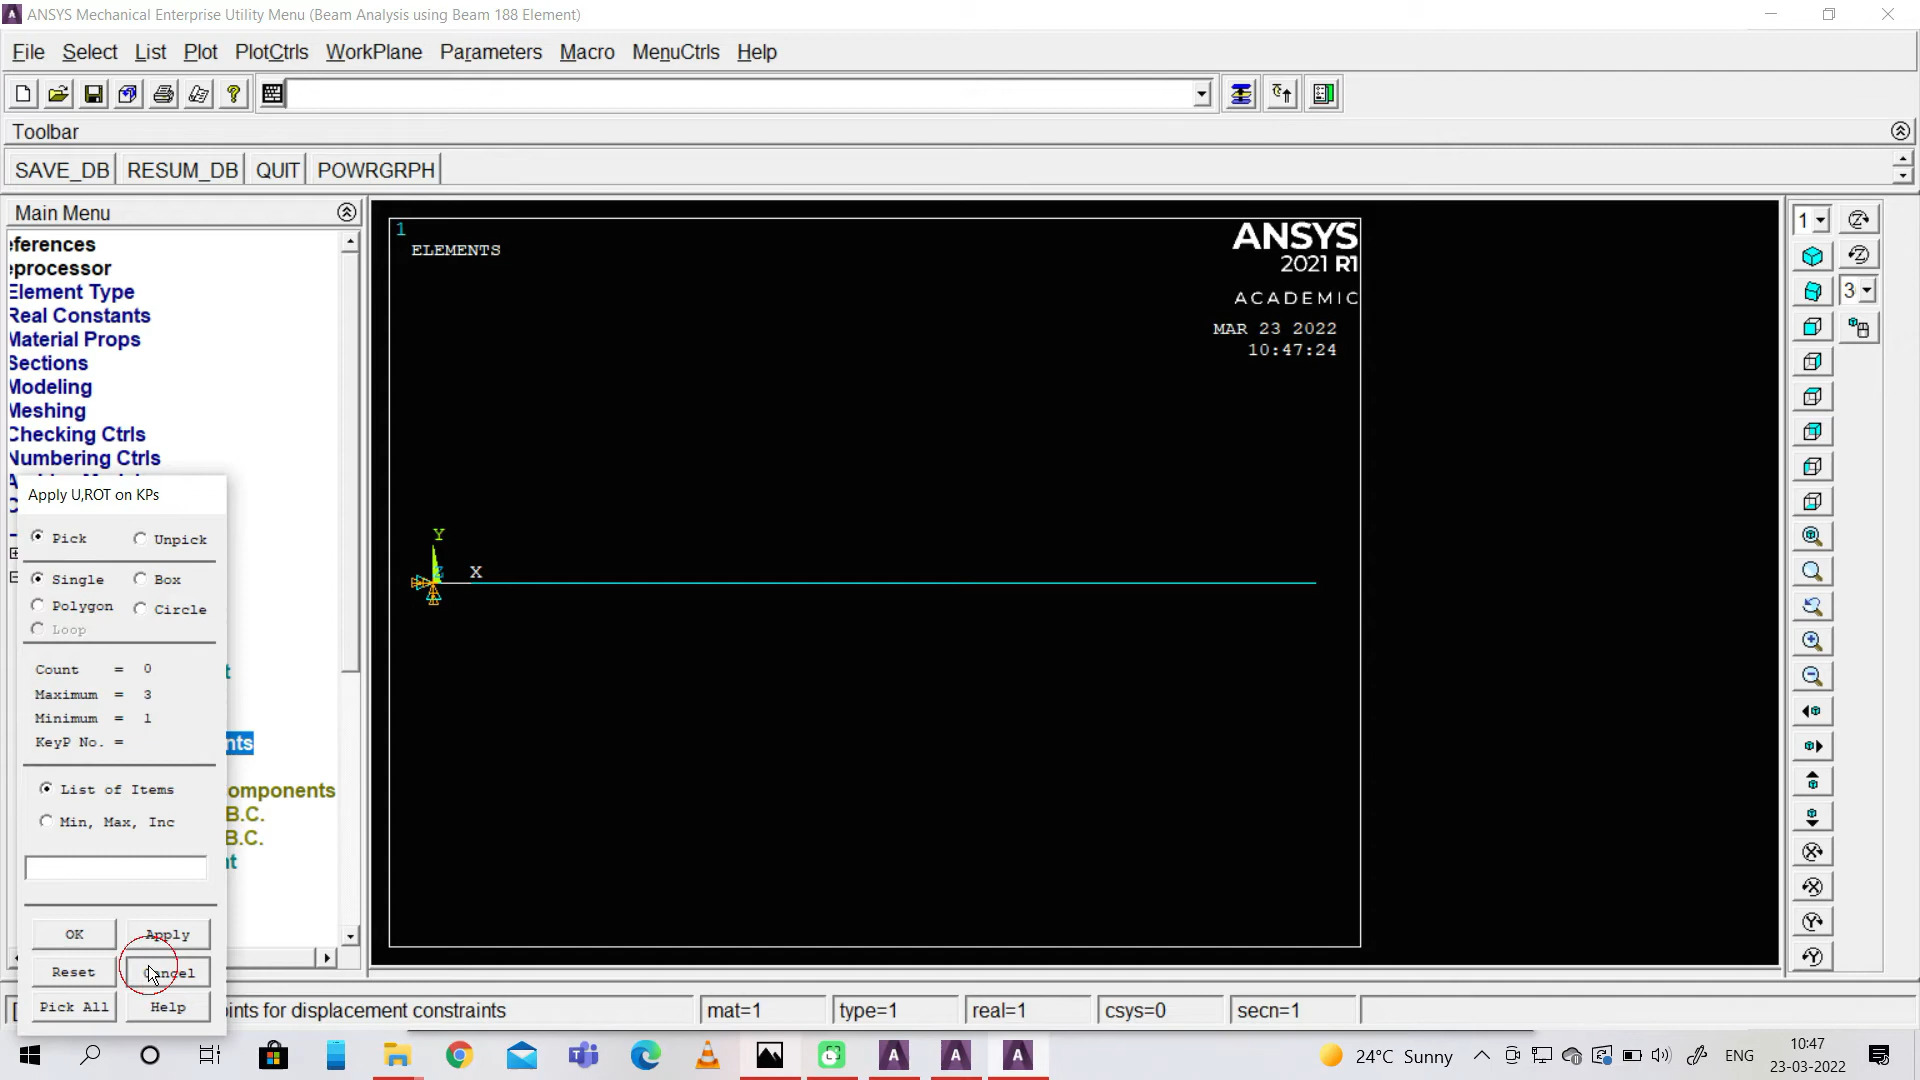 ANSYS Mechanical Enterprise Utility Menu (Beam Analysis using Beam 188 Element)
File Select List Plot PlotCtrls WorkPlane Parameters Macro MenuCtrls Help
Toolbar
SAVE_DB RESUM_DB QUIT POWRGRPH
Main Menu
eferences
eprocessor
Element Type
Real Constants
Material Props
Sections
Modeling
Meshing
Checking Ctrls
Numbering Ctrls
Apply U,ROT on KPs
Pick Unpick
Single Box
Polygon Circle
Loop
Count = 0
Maximum = 3
Minimum = 1
KeyP No. =
List of Items
Min, Max, Inc
OK Apply
Reset Cancel
Pick All Help
nts
omponents
B.C.
B.C.
1
ELEMENTS
ANSYS
2021 R1
ACADEMIC
MAR 23 2022
10:47:24
Y
X
1
3
ints for displacement constraints
mat=1 type=1 real=1 csys=0 secn=1
24°C Sunny ENG 10:47
23-03-2022